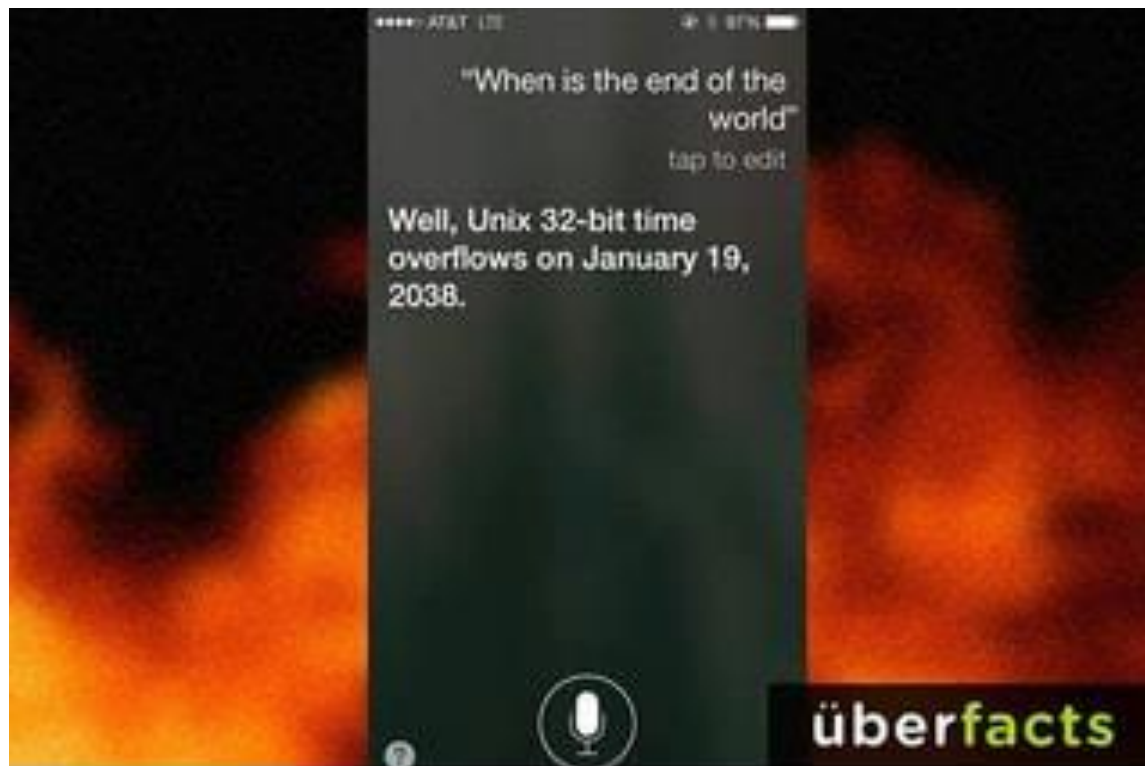 AT&T LTE 97%
"When is the end of the
world"
tap to edit
Well, Unix 32-bit time
overflows on January 19,
2038.
?
überfacts